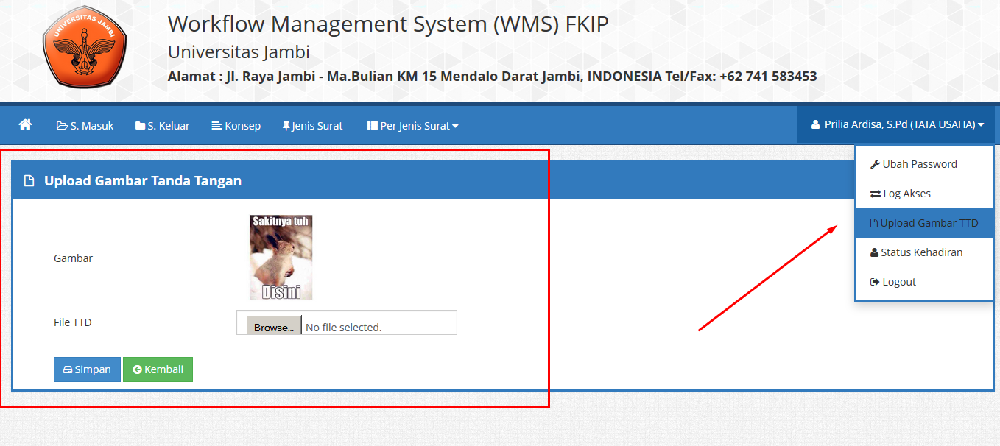 UNIVERSITAS JAMBI
Workflow Management System (WMS) FKIP
Universitas Jambi
Alamat : Jl. Raya Jambi - Ma.Bulian KM 15 Mendalo Darat Jambi, INDONESIA Tel/Fax: +62 741 583453
S. Masuk S. Keluar Konsep Jenis Surat Per Jenis Surat Prilia Ardisa, S.Pd (TATA USAHA)
Ubah Password
Log Akses
Upload Gambar TTD
Status Kehadiran
Logout
Upload Gambar Tanda Tangan
Gambar
Sakitnya tuh
Disini
File TTD
Browse... No file selected.
Simpan Kembali